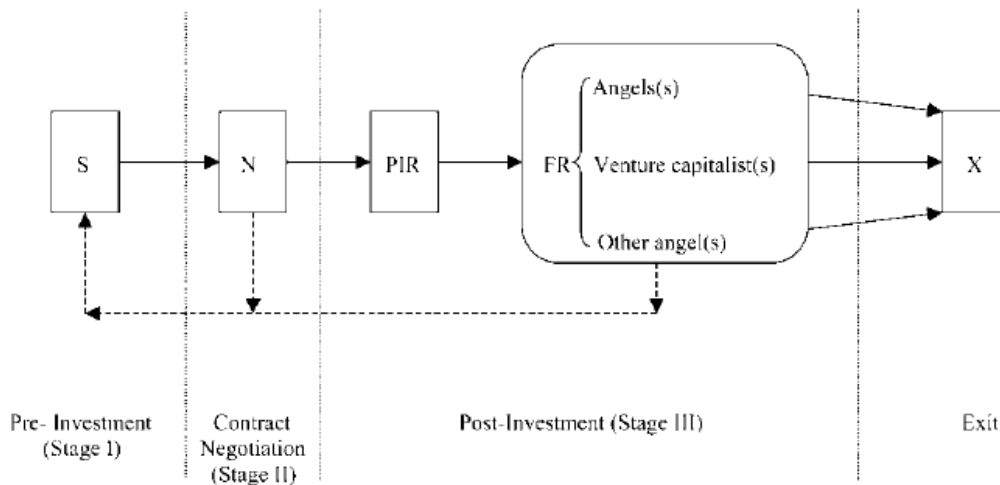 Angels(s)
S
N
PIR
FR
Venture capitalist(s)
X
Other angel(s)
Pre- Investment
(Stage I)
Contract
Negotiation
(Stage II)
Post-Investment (Stage III)
Exit